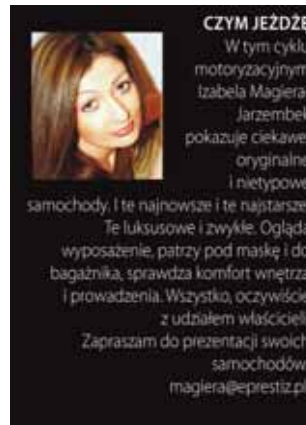 CZYM JEŻDŻĘ
W tym cyklu
motoryzacyjnym
Izabela Magiera
Jarzembek
pokazuje ciekawe
oryginalne
i nietypowe
samochody. I te najnowsze i te najstarsze
Te luksusowe i zwykłe. Ogląda
wyposażenie, patrzy pod maskę i do
bagażnika, sprawdza komfort wnętrza
i prowadzenia. Wszystko, oczywiście
z udziałem właścicieli
Zapraszam do prezentacji swoich
samochodów
magiera@eprestiz.pl